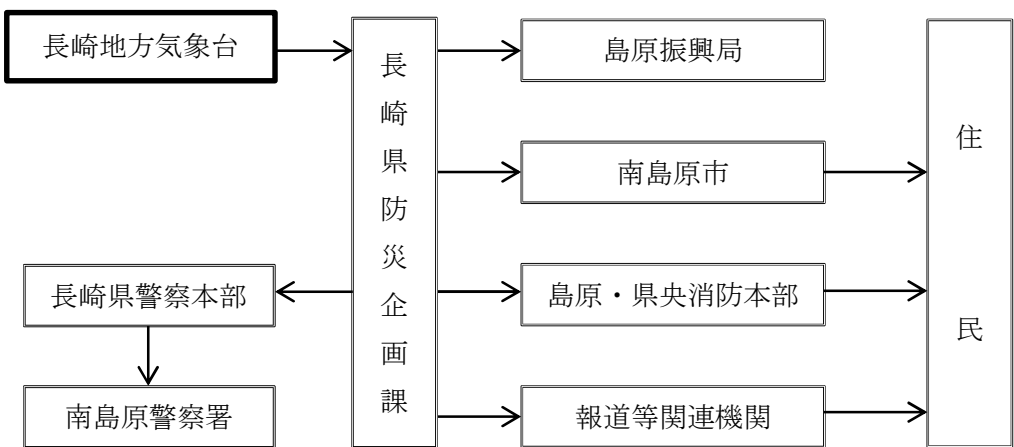 長崎地方気象台
長崎県防災企画課
島原振興局
南島原市
住民
長崎県警察本部
島原・県央消防本部
南島原警察署
報道等関連機関